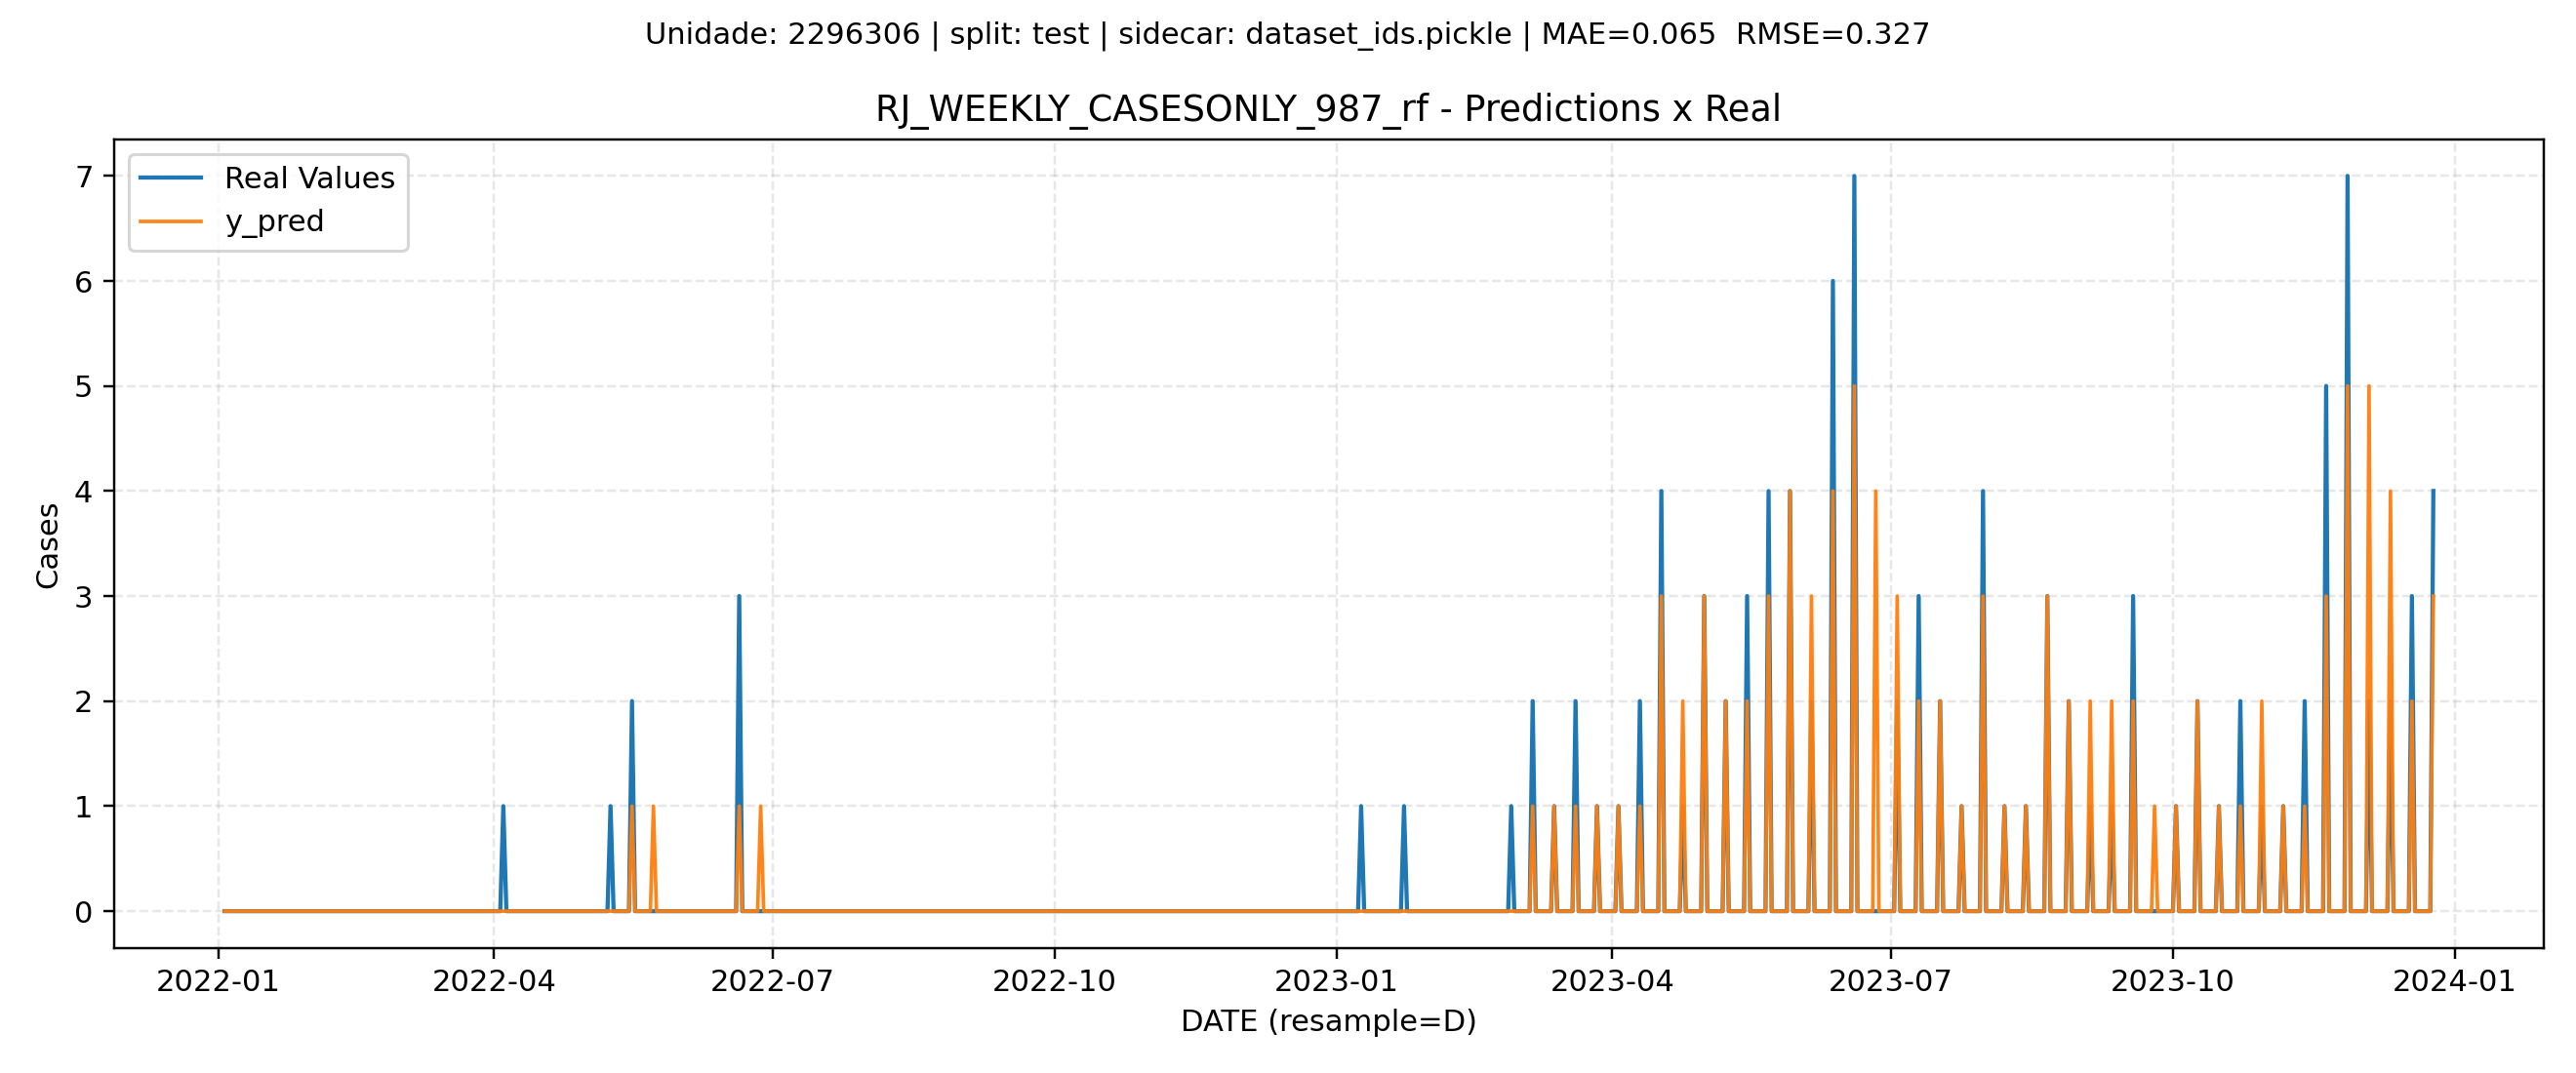 Unidade: 2296306 | split: test | sidecar: dataset_ids.pickle | MAE=0.065  RMSE=0.327
RJ_WEEKLY_CASESONLY_987_rf - Predictions x Real
Real Values
y_pred
7
6
5
4
3
2
1
0
Cases
2022-01
2022-04
2022-07
2022-10
2023-01
2023-04
2023-07
2023-10
2024-01
DATE (resample=D)